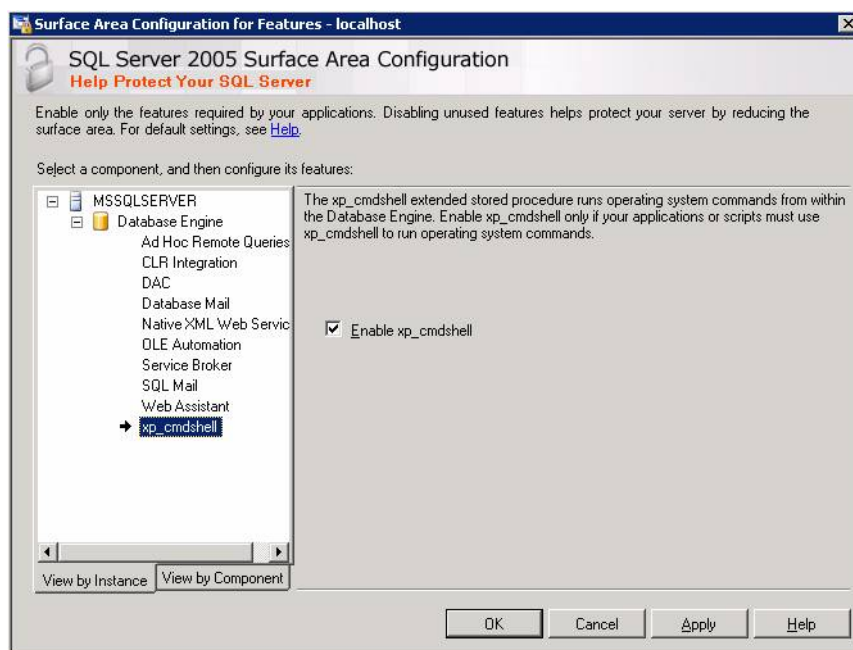 Surface Area Configuration for Features - localhost
SQL Server 2005 Surface Area Configuration
Help Protect Your SQL Server
Enable only the features required by your applications. Disabling unused features helps protect your server by reducing the
surface area. For default settings, see Help.
Select a component, and then configure its features:
MSSQLSERVER
Database Engine
Ad Hoc Remote Queries
CLR Integration
DAC
Database Mail
Native XML Web Servic
OLE Automation
Service Broker
SQL Mail
Web Assistant
xp_cmdshell
View by Instance
View by Component
The xp_cmdshell extended stored procedure runs operating system commands from within
the Database Engine. Enable xp_cmdshell only if your applications or scripts must use
xp_cmdshell to run operating system commands.
Enable xp_cmdshell
OK
Cancel
Apply
Help